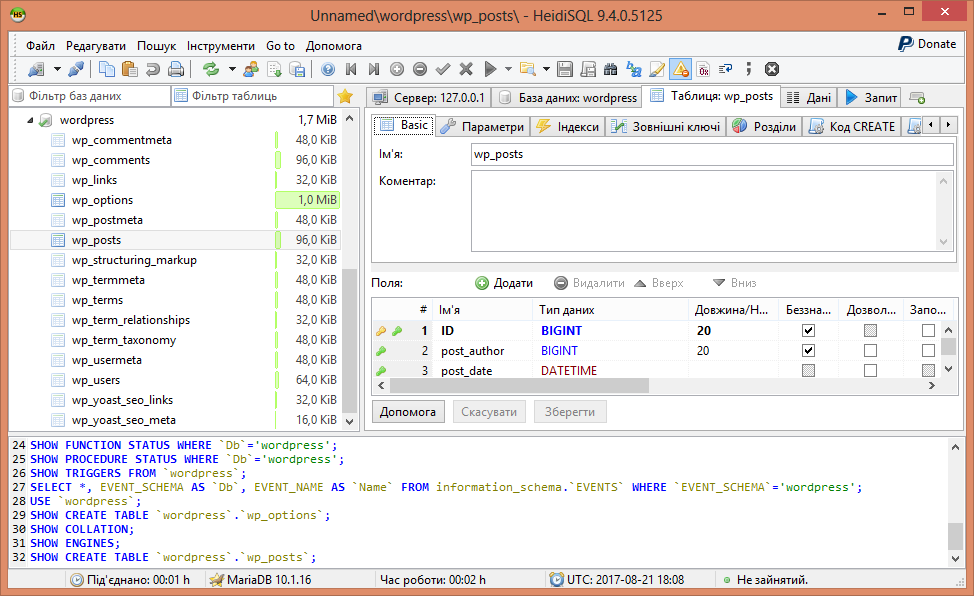 Unnamed\wordpress\wp_posts\ - HeidiSQL 9.4.0.5125
Файл Редагувати Пошук Інструменти Go to Допомога Donate
Фільтр баз даних Фільтр таблиць
Сервер: 127.0.0.1 База даних: wordpress Таблиця: wp_posts Дані Запит
wordpress 1,7 MiB
wp_commentmeta 48,0 KiB
wp_comments 96,0 KiB
wp_links 32,0 KiB
wp_options 1,0 MiB
wp_postmeta 48,0 KiB
wp_posts 96,0 KiB
wp_structuring_markup 32,0 KiB
wp_termmeta 48,0 KiB
wp_terms 48,0 KiB
wp_term_relationships 32,0 KiB
wp_term_taxonomy 48,0 KiB
wp_usermeta 48,0 KiB
wp_users 64,0 KiB
wp_yoast_seo_links 32,0 KiB
wp_yoast_seo_meta 16,0 KiB
Basic Параметри Індекси Зовнішні ключі Розділи Код CREATE
Ім'я: wp_posts
Коментар:
Поля: Додати Видалити Вверх Вниз
# Ім'я Тип даних Довжина/Н... Беззна... Дозвол... Запо...
1 ID BIGINT 20
2 post_author BIGINT 20
3 post_date DATETIME
Допомога Скасувати Зберегти
24 SHOW FUNCTION STATUS WHERE `Db`='wordpress';
25 SHOW PROCEDURE STATUS WHERE `Db`='wordpress';
26 SHOW TRIGGERS FROM `wordpress`;
27 SELECT *, EVENT_SCHEMA AS `Db`, EVENT_NAME AS `Name` FROM information_schema.`EVENTS` WHERE `EVENT_SCHEMA`='wordpress';
28 USE `wordpress`;
29 SHOW CREATE TABLE `wordpress`.`wp_options`;
30 SHOW COLLATION;
31 SHOW ENGINES;
32 SHOW CREATE TABLE `wordpress`.`wp_posts`;
Під'єднано: 00:01 h MariaDB 10.1.16 Час роботи: 00:02 h UTC: 2017-08-21 18:08 Не зайнятий.